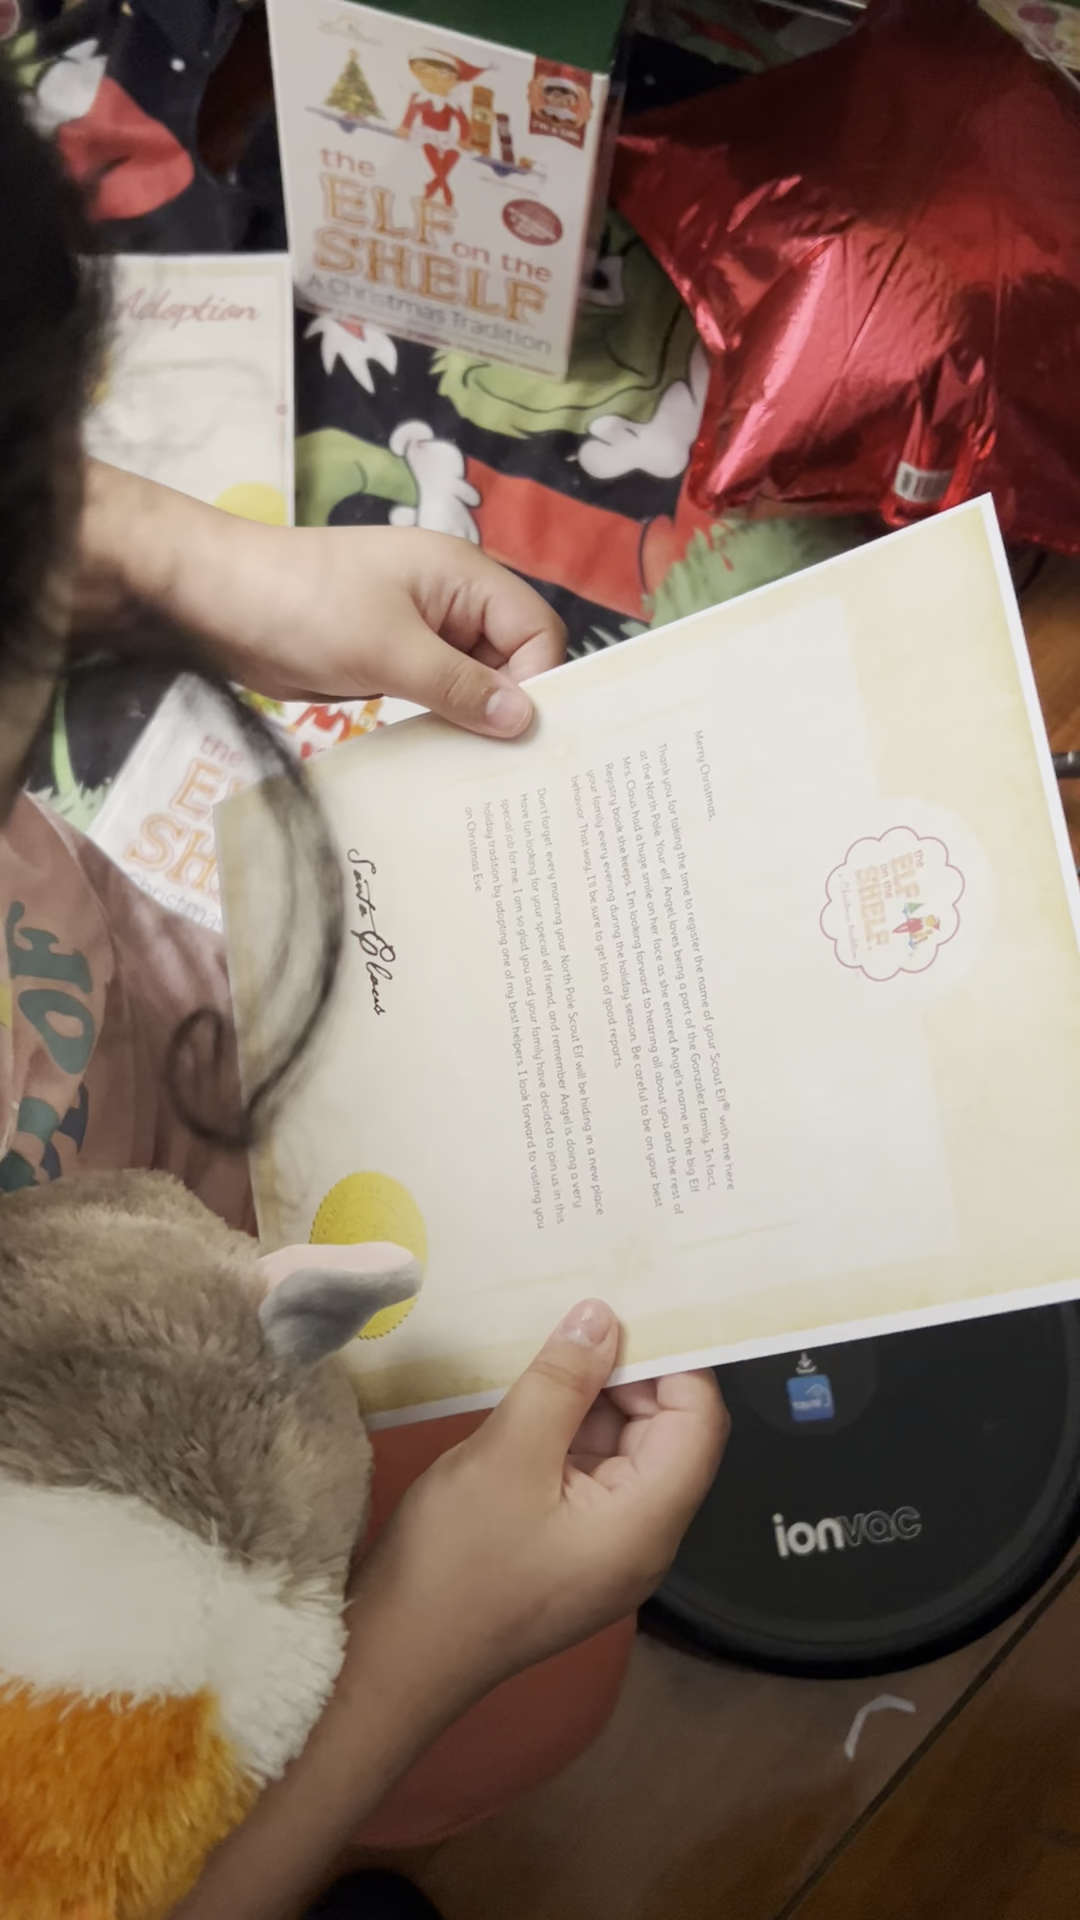 the
ELF
on the
SHELF
A Christmas Tradition
Adoption
the
Christmas
the
ELF
on the
SHELF
Merry Christmas,
Thank you for taking the time to register the name of your Scout Elf® with me here
at the North Pole. Your elf, Angel loves being a part of the Gonzalez family. In fact,
Mrs. Claus had a huge smile on her face as she entered Angel's name in the big Elf
Registry book she keeps. I'm looking forward to hearing all about you and the rest of
your family every evening during the holiday season. Be careful to be on your best
behavior. That way, I'll be sure to get lots of good reports
Don't forget: every morning your North Pole Scout Elf will be hiding in a new place
Have fun looking for your special elf friend, and remember Angel is doing a very
special job for me. I am so glad you and your family have decided to join us in this
holiday tradition by adopting one of my best helpers. I look forward to visiting you
on Christmas Eve.
Santa Claus
ionvac